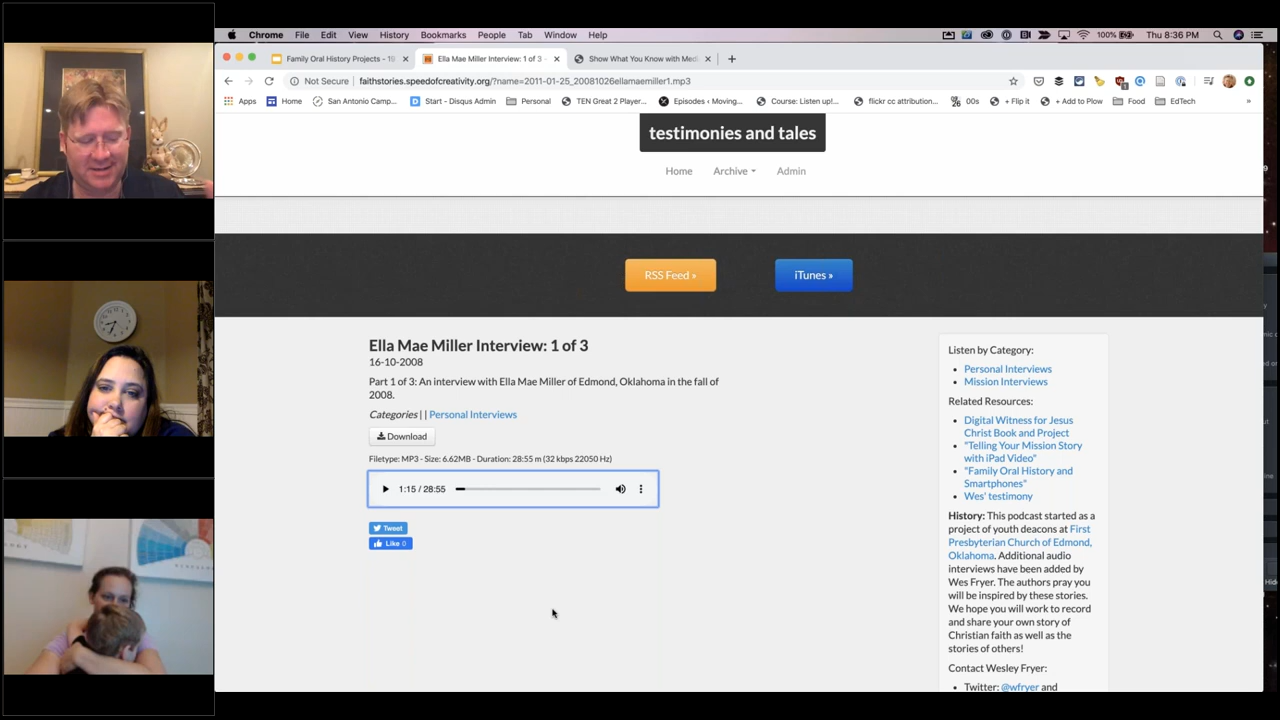 Chrome File Edit View History Bookmarks People Tab Window Help 100% Thu 8:36 PM
Family Oral History Projects - 19
Ella Mae Miller Interview: 1 of 3 -
Show What You Know with Med
Not Secure faithstories.speedofcreativity.org/?name=2011-01-25_20081026ellamaemiller1.mp3
Apps Home San Antonio Camp... Start - Disqus Admin Personal TEN Great 2 Player... Episodes ‹ Moving... Course: Listen up!... flickr cc attribution... 00s + Flip it + Add to Plow Food EdTech »
testimonies and tales
Home Archive Admin
RSS Feed » iTunes »
Ella Mae Miller Interview: 1 of 3
16-10-2008
Part 1 of 3: An interview with Ella Mae Miller of Edmond, Oklahoma in the fall of
2008.
Categories | | Personal Interviews
Download
Filetype: MP3 - Size: 6.62MB - Duration: 28:55 m (32 kbps 22050 Hz)
1:15 / 28:55
Tweet
Like 0
Listen by Category:
Personal Interviews
Mission Interviews
Related Resources:
Digital Witness for Jesus
Christ Book and Project
"Telling Your Mission Story
with iPad Video"
"Family Oral History and
Smartphones"
Wes' testimony
History: This podcast started as a
project of youth deacons at First
Presbyterian Church of Edmond,
Oklahoma. Additional audio
interviews have been added by
Wes Fryer. The authors pray you
will be inspired by these stories.
We hope you will work to record
and share your own story of
Christian faith as well as the
stories of others!
Contact Wesley Fryer:
Twitter: @wfryer and